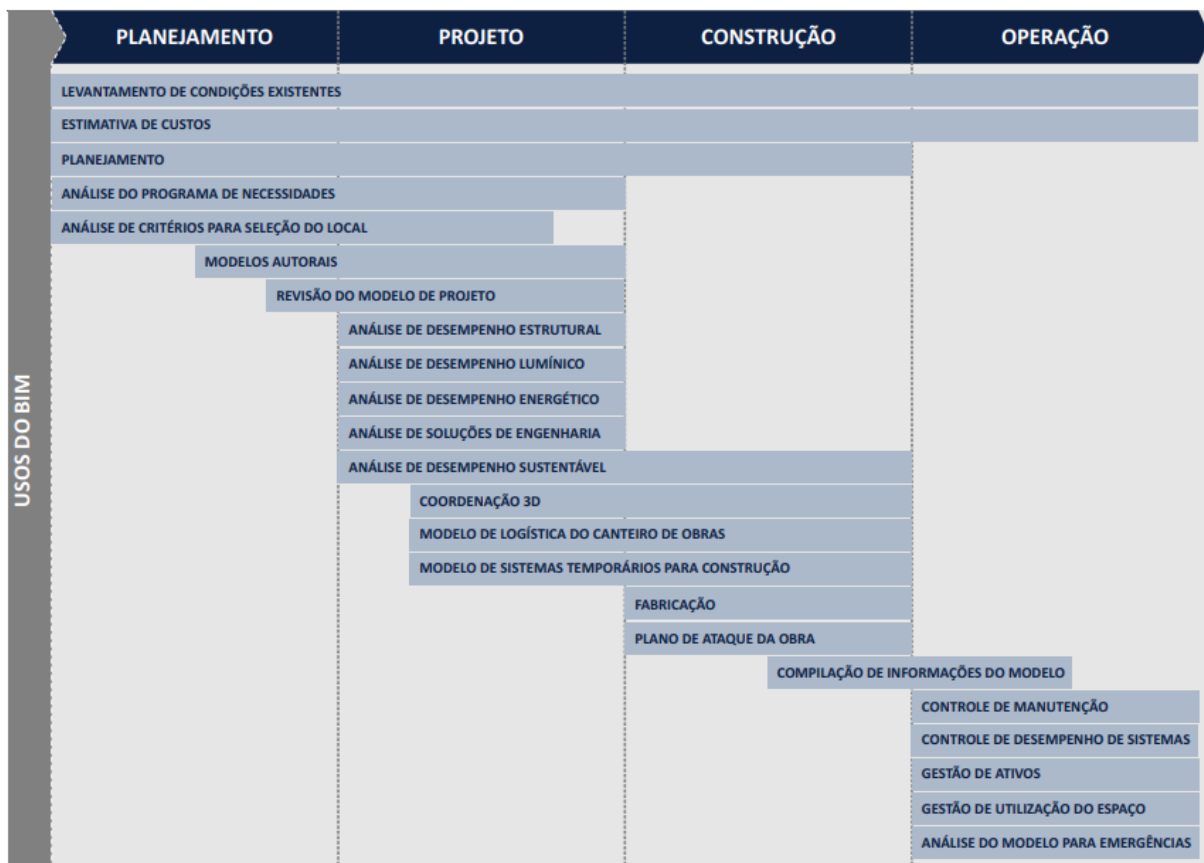 PLANEJAMENTO
PROJETO
CONSTRUÇÃO
OPERAÇÃO
USOS DO BIM
LEVANTAMENTO DE CONDIÇÕES EXISTENTES
ESTIMATIVA DE CUSTOS
PLANEJAMENTO
ANÁLISE DO PROGRAMA DE NECESSIDADES
ANÁLISE DE CRITÉRIOS PARA SELEÇÃO DO LOCAL
MODELOS AUTORAIS
REVISÃO DO MODELO DE PROJETO
ANÁLISE DE DESEMPENHO ESTRUTURAL
ANÁLISE DE DESEMPENHO LUMÍNICO
ANÁLISE DE DESEMPENHO ENERGÉTICO
ANÁLISE DE SOLUÇÕES DE ENGENHARIA
ANÁLISE DE DESEMPENHO SUSTENTÁVEL
COORDENAÇÃO 3D
MODELO DE LOGÍSTICA DO CANTEIRO DE OBRAS
MODELO DE SISTEMAS TEMPORÁRIOS PARA CONSTRUÇÃO
FABRICAÇÃO
PLANO DE ATAQUE DA OBRA
COMPILAÇÃO DE INFORMAÇÕES DO MODELO
CONTROLE DE MANUTENÇÃO
CONTROLE DE DESEMPENHO DE SISTEMAS
GESTÃO DE ATIVOS
GESTÃO DE UTILIZAÇÃO DO ESPAÇO
ANÁLISE DO MODELO PARA EMERGÊNCIAS